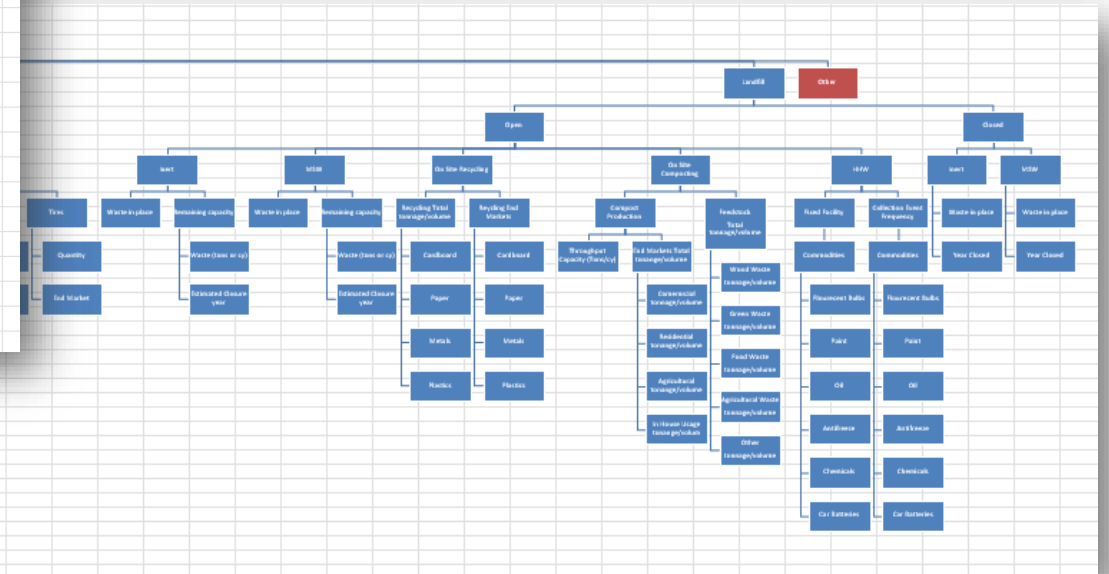 Landfill
Other
Open
Closed
Inert
MSW
On Site Recycling
On Site
Composting
HHW
Inert
MSW
Tires
Waste in place
Remaining capacity
Waste in place
Remaining capacity
Recycling Total
tonnage/volume
Recycling End
Markets
Compost
Production
Feedstock
Total
tonnage/volume
Fixed Facility
Collection Event
Frequency
Waste in place
Waste in place
Quantity
Waste (tons or cy)
Waste (tons or cy)
Cardboard
Cardboard
Throughput
Capacity (Tons/cy)
End Markets Total
tonnage/volume
Commodities
Commodities
Year Closed
Year Closed
End Market
Estimated Closure
year
Estimated Closure
year
Paper
Paper
Commercial
tonnage/volume
Wood Waste
tonnage/volume
Flourecent Bulbs
Flourecent Bulbs
Metals
Metals
Residential
tonnage/volume
Green Waste
tonnage/volume
Paint
Paint
Plastics
Plastics
Agricultural
tonnage/volume
Food Waste
tonnage/volume
Oil
Oil
In House Usage
tonnage/volum
Agricultural Waste
tonnage/volume
Antifreeze
Antifreeze
Other
tonnage/volume
Chemicals
Chemicals
Car Batteries
Car Batteries